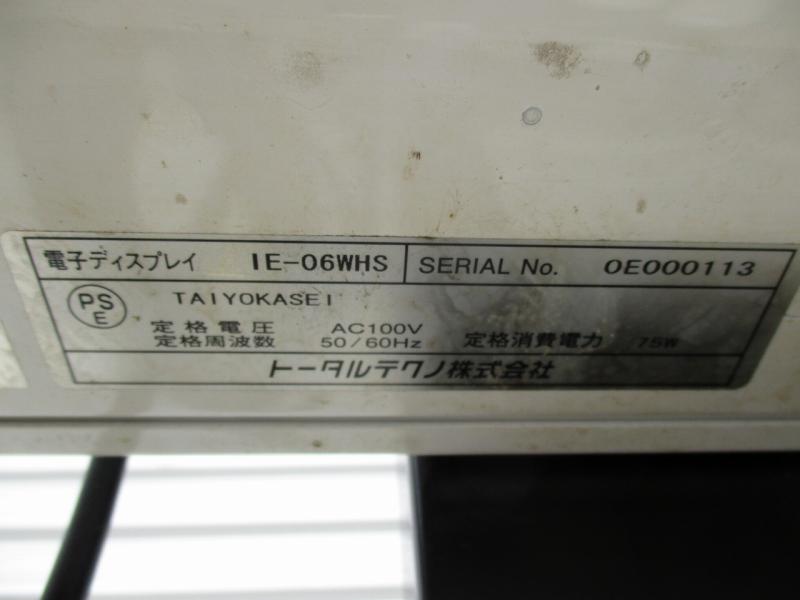 電子ディスプレイ IE-06WHS SERIAL No. 0E000113
PS
E
TAIYOKASEI
定格電圧 AC100V
定格周波数 50/60Hz 定格消費電力 75W
トータルテクノ株式会社